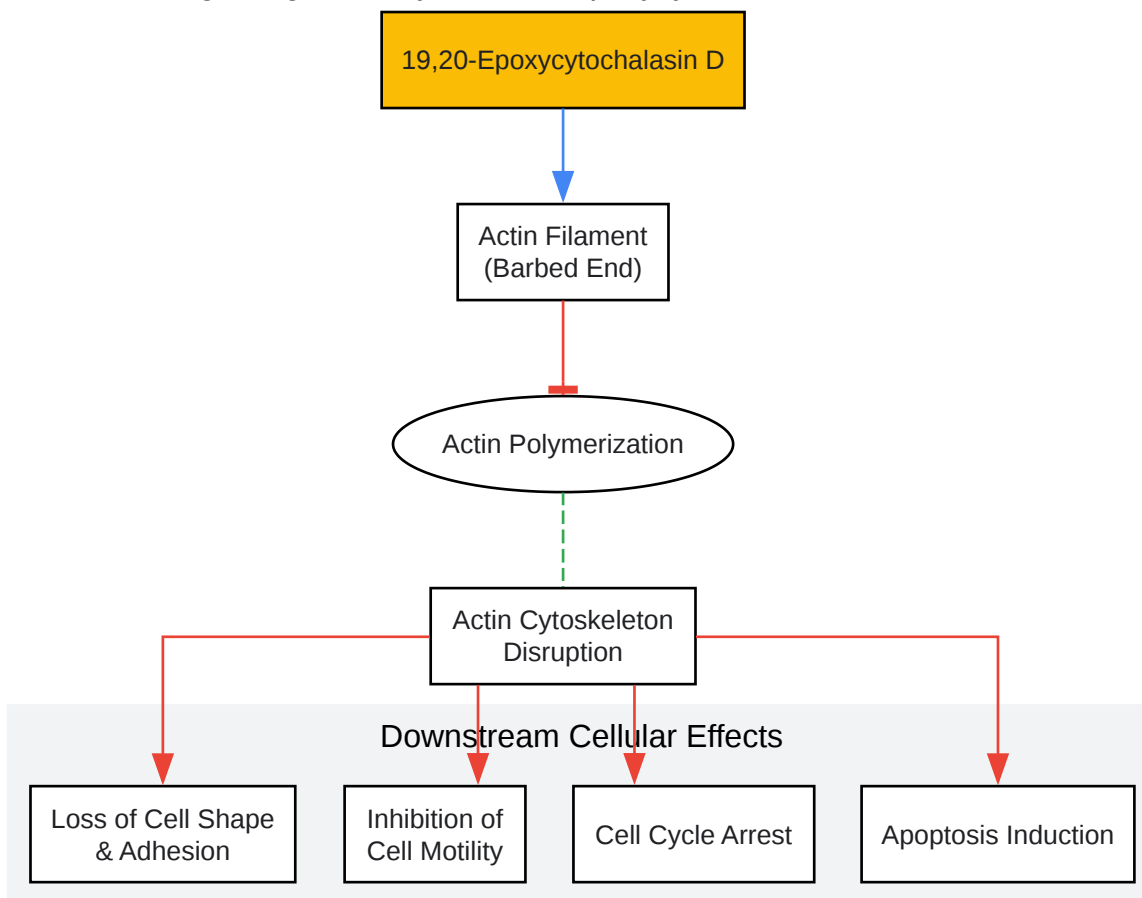 19,20-Epoxycytochalasin D
Actin Filament
(Barbed End)
Actin Polymerization
Actin Cytoskeleton
Disruption
Downstream Cellular Effects
Loss of Cell Shape
& Adhesion
Inhibition of
Cell Motility
Cell Cycle Arrest
Apoptosis Induction